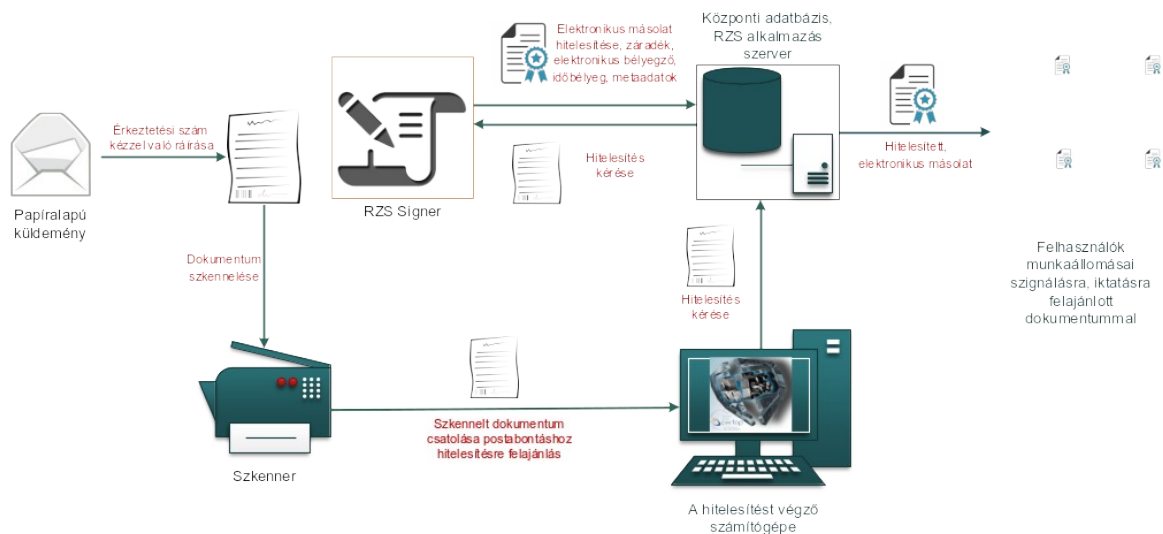 Érkeztetési szám
kézzel való ráírása
Papíralapú
küldemény
Dokumentum
szkennelése
Szkenner
Szkennelt dokumentum
csatolása postabontáshoz
hitelesítésre felajánlás
A hitelesítést végző
számítógépe
Hitelesítés
kérése
RZS Signer
Elektronikus másolat
hitelesítése, záradék,
elektronikus bélyegző,
időbélyeg, metaadatok
Hitelesítés
kérése
Központi adatbázis,
RZS alkalmazás
szerver
Hitelesített,
elektronikus másolat
Felhasználók
munkaállomásai
szignálásra, iktatásra
felajánlott
dokumentummal